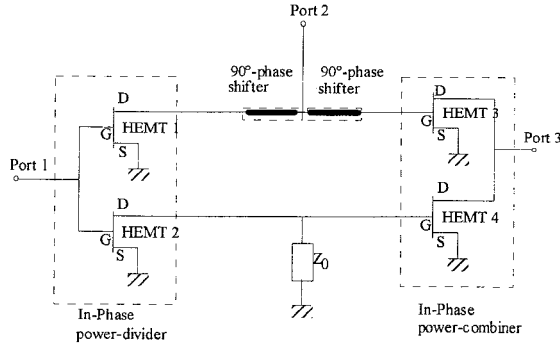 Port 2
90°-phase
shifter
90°-phase
shifter
D
HEMT 1
G
S
Port 1
D
HEMT 2
G
S
D
HEMT 3
G
S
Port 3
D
HEMT 4
G
S
Z0
In-Phase
power-divider
In-Phase
power-combiner